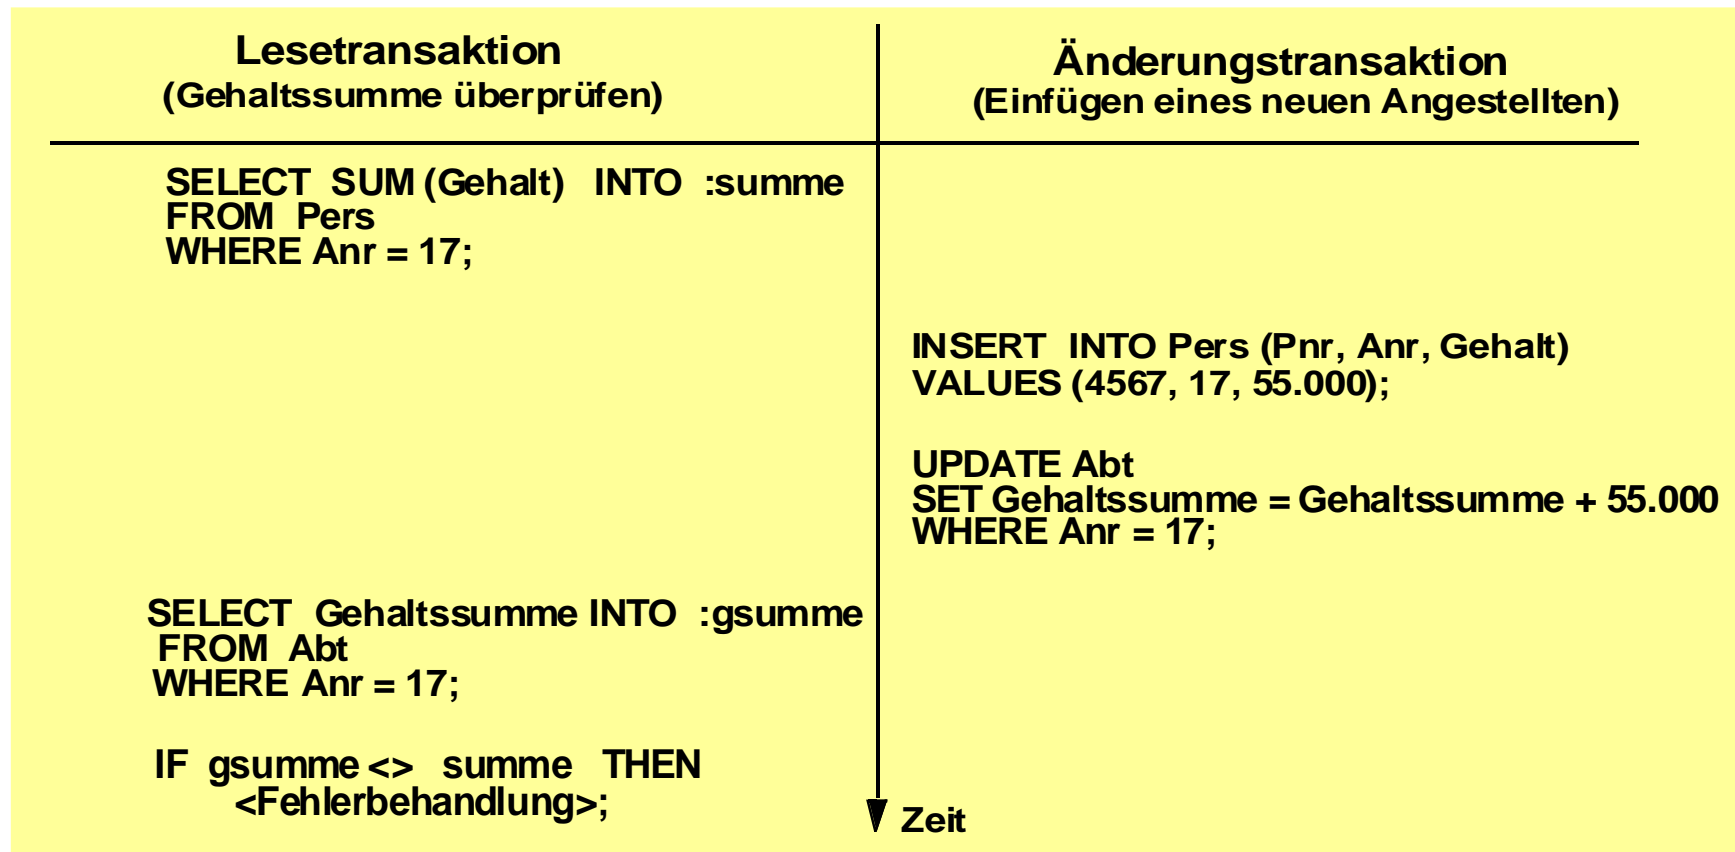 Lesetransaktion
(Gehaltssumme überprüfen)
Änderungstransaktion
(Einfügen eines neuen Angestellten)
SELECT SUM (Gehalt) INTO :summe
FROM Pers
WHERE Anr = 17;
INSERT INTO Pers (Pnr, Anr, Gehalt)
VALUES (4567, 17, 55.000);
UPDATE Abt
SET Gehaltssumme = Gehaltssumme + 55.000
WHERE Anr = 17;
SELECT Gehaltssumme INTO :gsumme
FROM Abt
WHERE Anr = 17;
IF gsumme <> summe THEN
<Fehlerbehandlung>;
Zeit